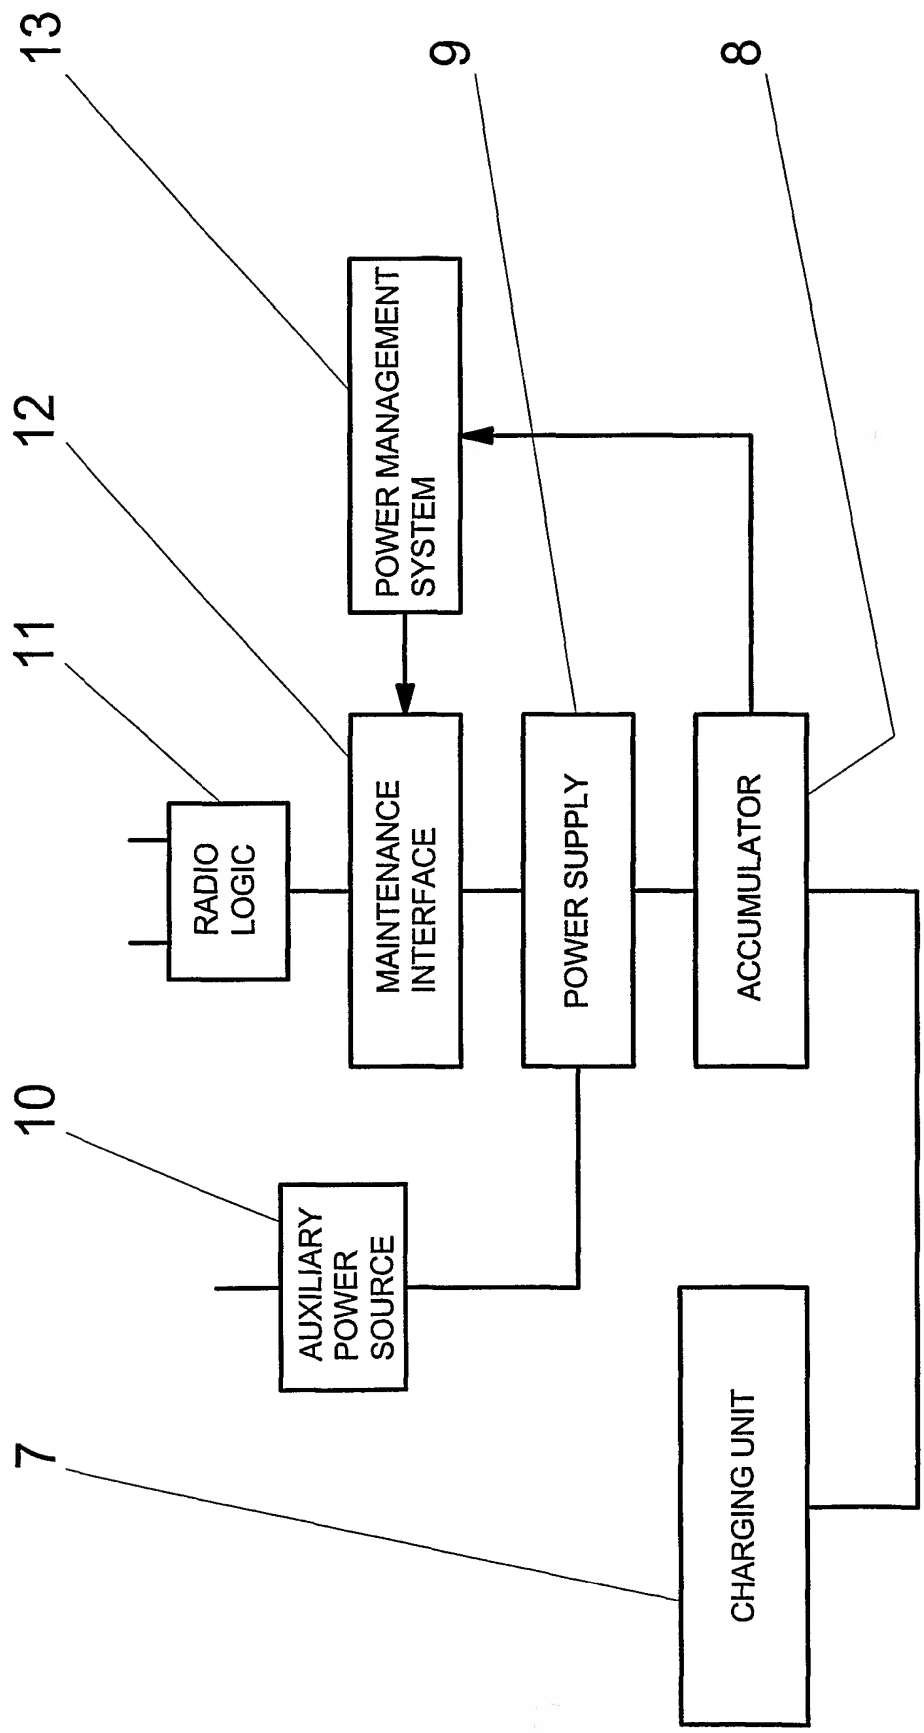 7
10
11
12
13
AUXILIARY
POWER
SOURCE
RADIO
LOGIC
MAINTENANCE
INTERFACE
POWER MANAGEMENT
SYSTEM
9
POWER SUPPLY
8
CHARGING UNIT
ACCUMULATOR